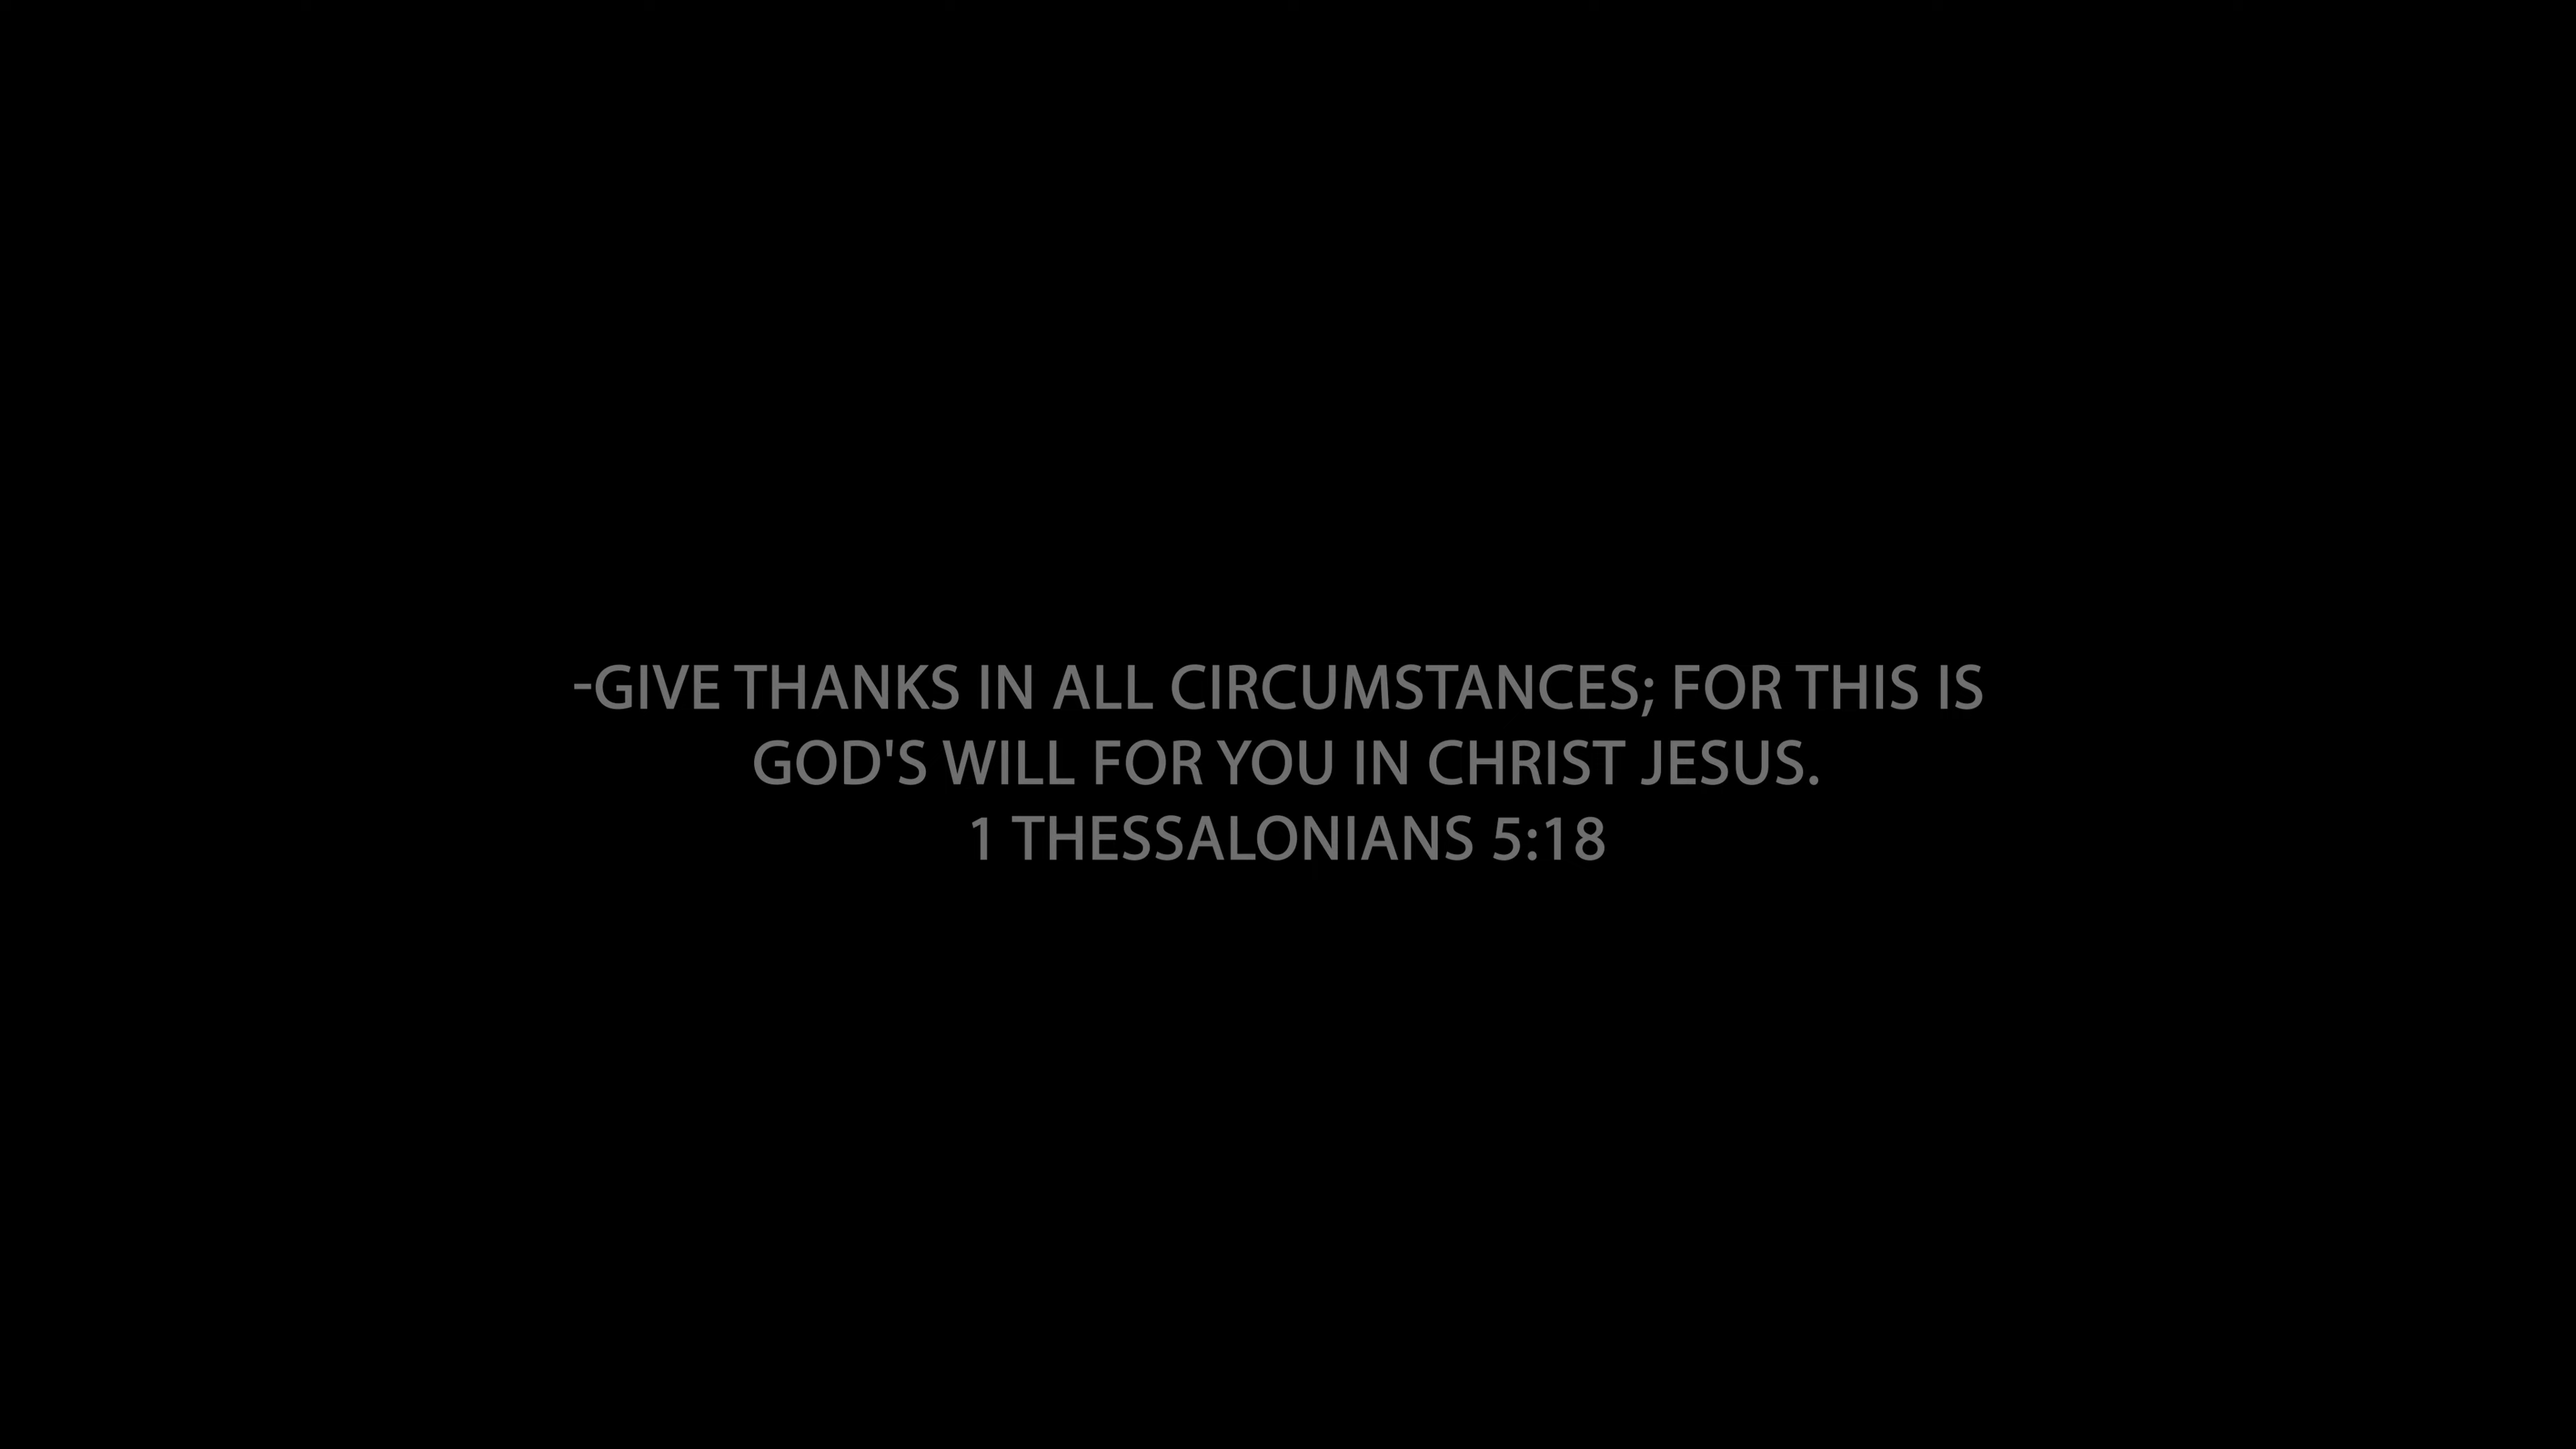 -GIVE THANKS IN ALL CIRCUMSTANCES; FOR THIS IS
GOD'S WILL FOR YOU IN CHRIST JESUS.
1 THESSALONIANS 5:18